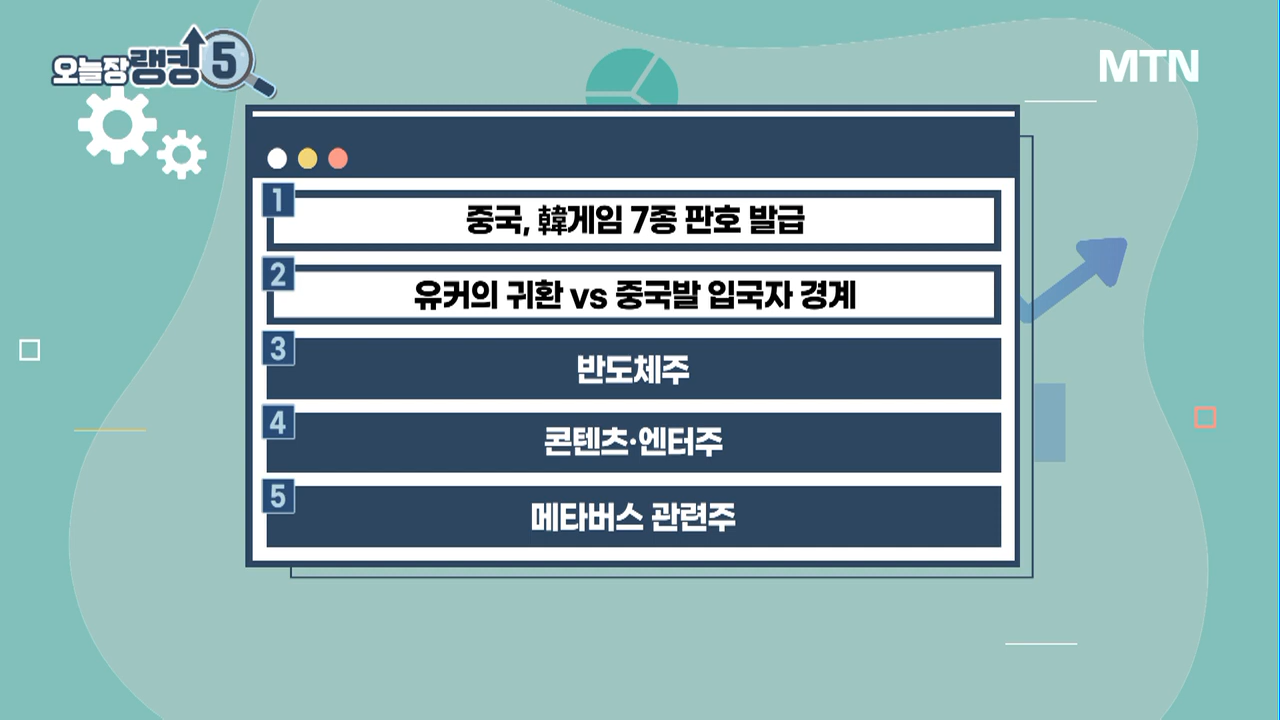 오늘장랭킹5
MTN
1
중국, 韓게임 7종 판호 발급
2
유커의 귀환 vs 중국발 입국자 경계
3
반도체주
4
콘텐츠·엔터주
5
메타버스 관련주